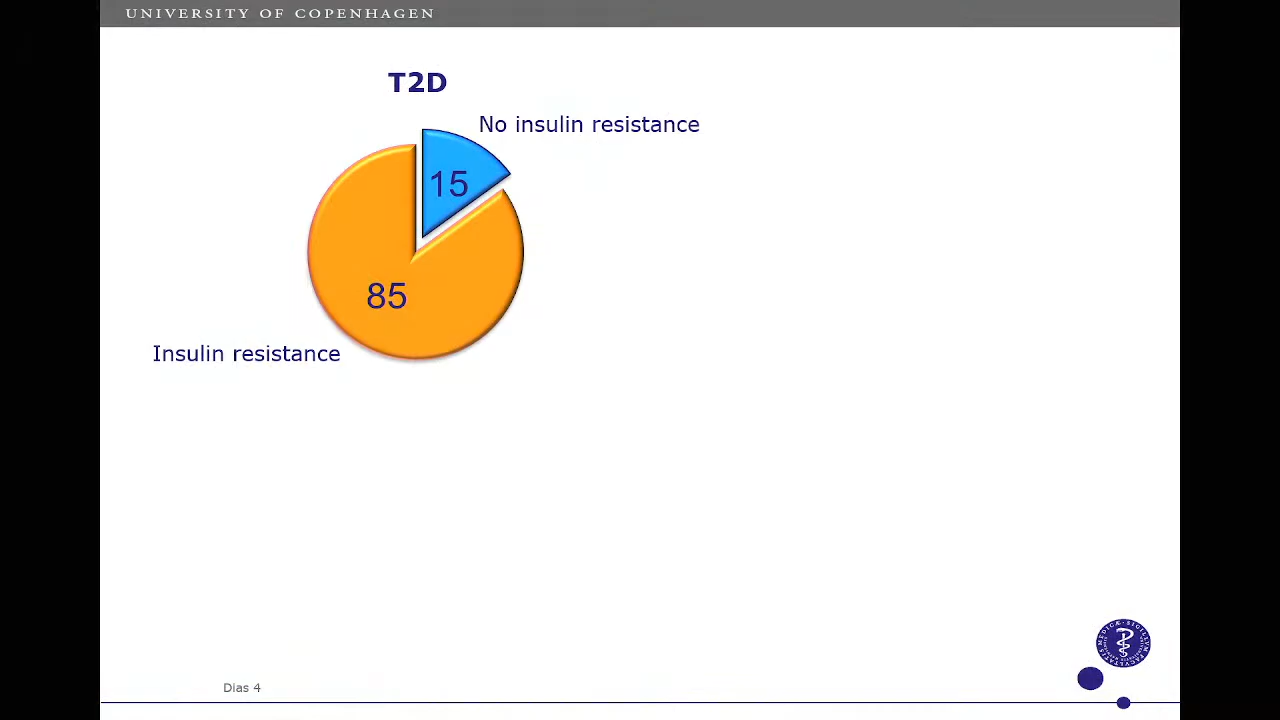 UNIVERSITY OF COPENHAGEN
T2D
No insulin resistance
15
85
Insulin resistance
Dias 4